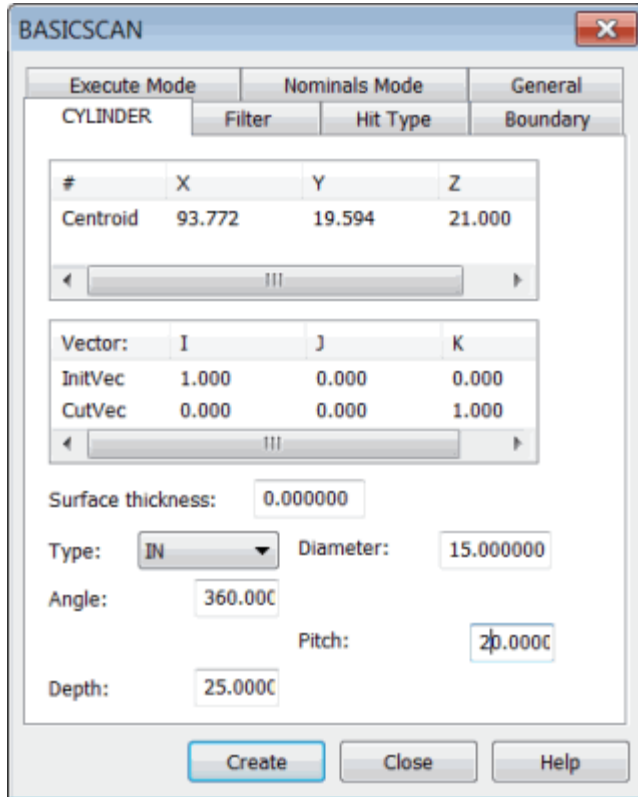 BASICSCAN
Execute Mode Nominals Mode General
CYLINDER Filter Hit Type Boundary
# X Y Z
Centroid 93.772 19.594 21.000
Vector: I J K
InitVec 1.000 0.000 0.000
CutVec 0.000 0.000 1.000
Surface thickness: 0.000000
Type: IN Diameter: 15.000000
Angle: 360.000
Pitch: 20.0000
Depth: 25.0000
Create Close Help